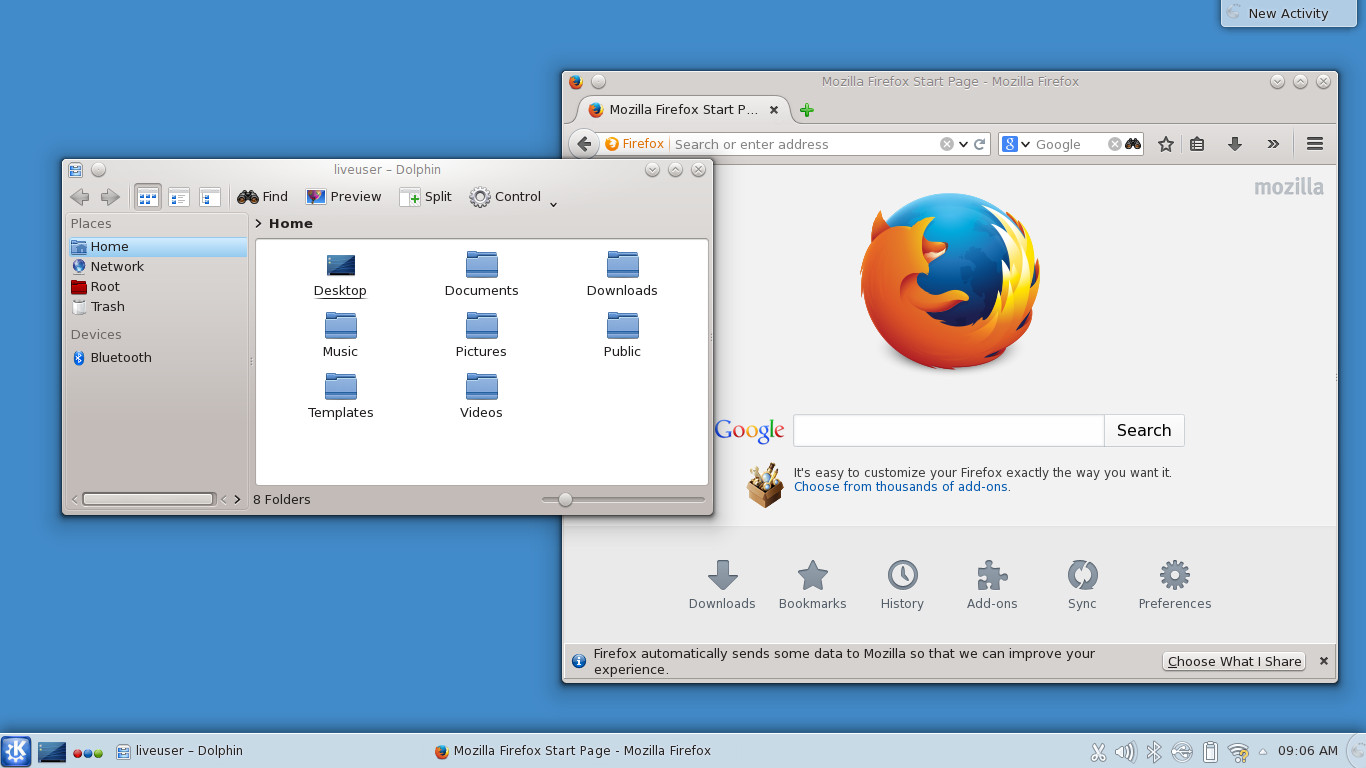 New Activity
Mozilla Firefox Start Page - Mozilla Firefox
Mozilla Firefox Start P...
Firefox
Search or enter address
Google
mozilla
Google
Search
It's easy to customize your Firefox exactly the way you want it.
Choose from thousands of add-ons.
Downloads
Bookmarks
History
Add-ons
Sync
Preferences
Firefox automatically sends some data to Mozilla so that we can improve your
experience.
Choose What I Share
liveuser – Dolphin
Find
Preview
Split
Control
Places
Home
Network
Root
Trash
Devices
Bluetooth
Home
Desktop
Documents
Downloads
Music
Pictures
Public
Templates
Videos
8 Folders
liveuser – Dolphin
Mozilla Firefox Start Page - Mozilla Firefox
09:06 AM